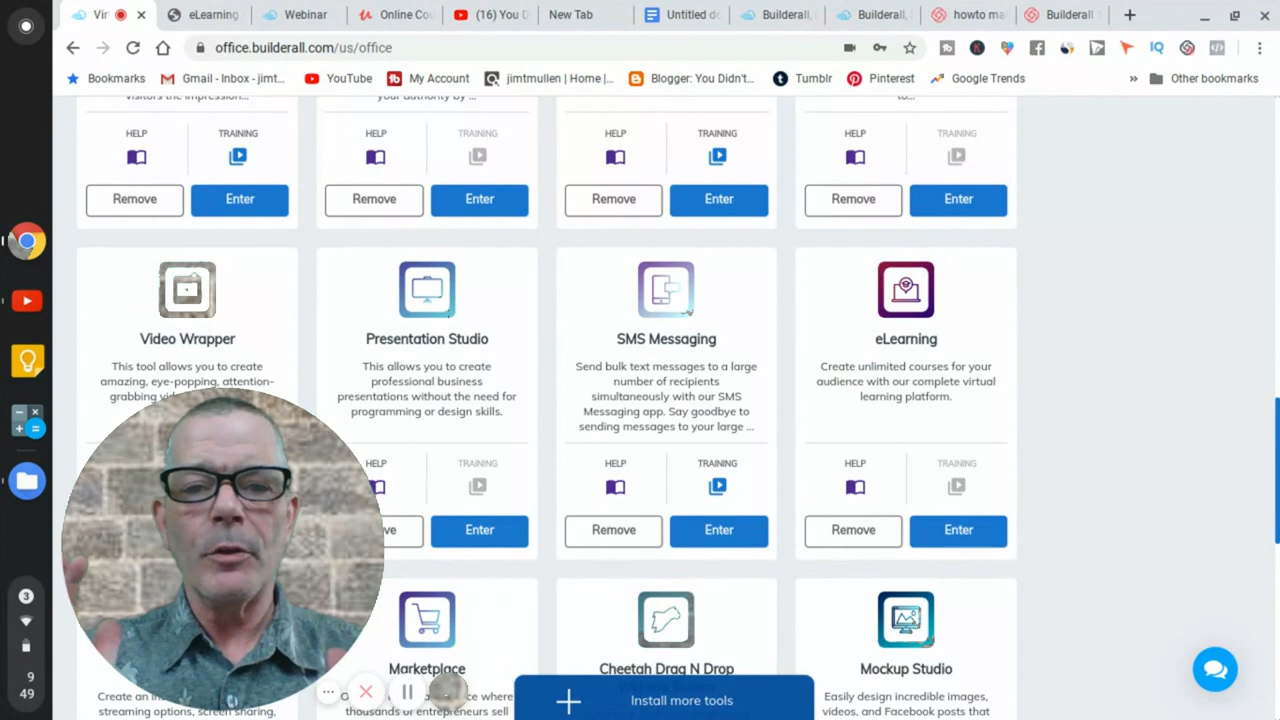 Vir
eLearning
Webinar
Online Cou
(16) You D
New Tab
Untitled do
Builderall,
Builderall,
howto ma
Builderall T
office.builderall.com/us/office
Bookmarks
Gmail - Inbox - jimt...
YouTube
My Account
jimtmullen | Home |...
Blogger: You Didn't...
Tumblr
Pinterest
Google Trends
»
Other bookmarks
visitors the impression...
your authority by ...
to...
HELP TRAINING
HELP TRAINING
HELP TRAINING
HELP TRAINING
Remove Enter
Remove Enter
Remove Enter
Remove Enter
Video Wrapper
This tool allows you to create
amazing, eye-popping, attention-
grabbing
Presentation Studio
This allows you to create
professional business
presentations without the need for
programming or design skills.
HELP TRAINING
Enter
SMS Messaging
Send bulk text messages to a large
number of recipients
simultaneously with our SMS
Messaging app. Say goodbye to
sending messages to your large ...
HELP TRAINING
Remove Enter
eLearning
Create unlimited courses for your
audience with our complete virtual
learning platform.
HELP TRAINING
Remove Enter
Create an
streaming options, screen sharing,
Marketplace
where
thousands of entrepreneurs sell
Cheetah Drag N Drop
Mockup Studio
Easily design incredible images,
videos, and Facebook posts that
Install more tools
3
9
49